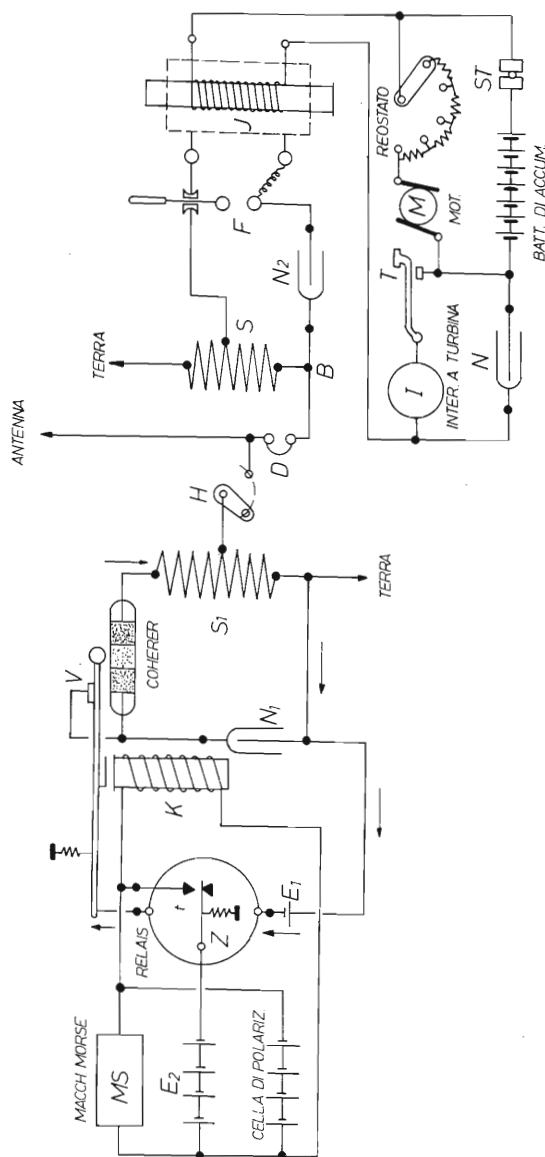 MACCH MORSE
MS
E2
CELLA DI POLARIZ
RELAIS
t
Z
E1
K
V
COHERER
N1
S1
TERRA
H
ANTENNA
D
B
TERRA
S
N2
F
J
I
INTER. A TURBINA
T
N
M
MOT.
REOSTATO
BATT. DI ACCUM.
ST